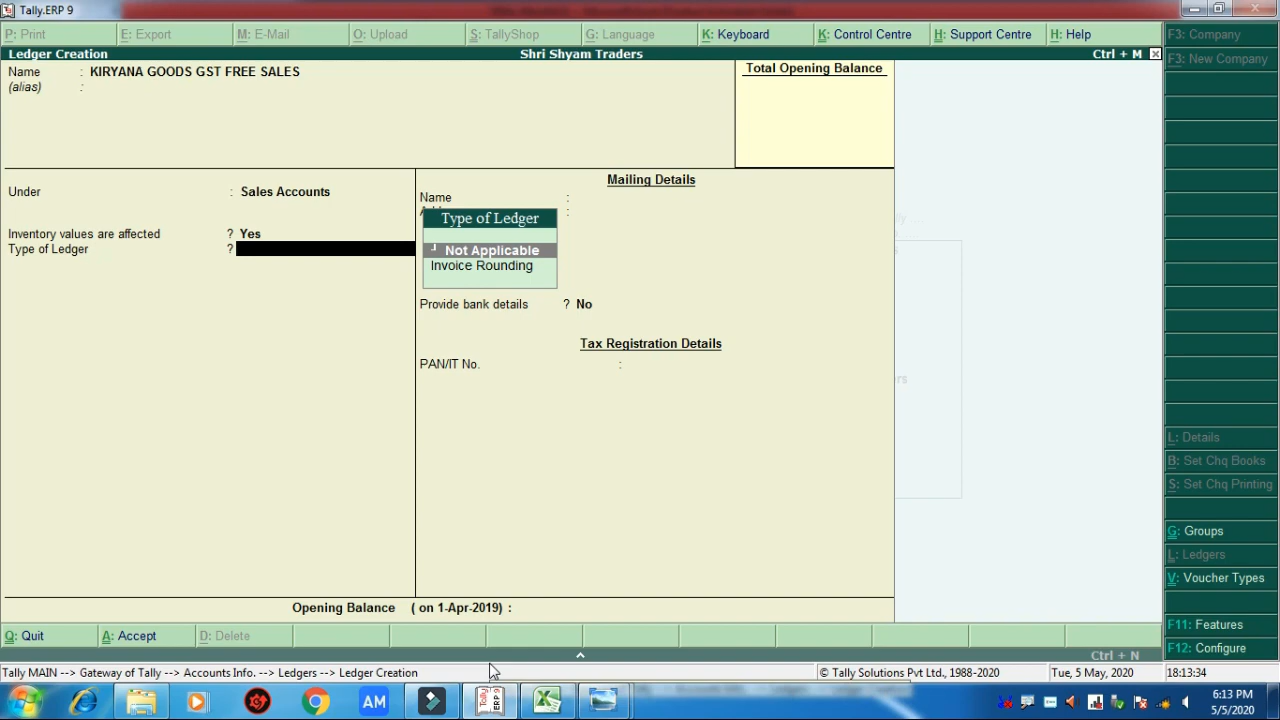 Tally.ERP 9
P: Print
E: Export
M: E-Mail
O: Upload
S: TallyShop
G: Language
K: Keyboard
K: Control Centre
H: Support Centre
H: Help
F3: Company
Ledger Creation
Shri Shyam Traders
Ctrl + M
F3: New Company
Name : KIRYANA GOODS GST FREE SALES
(alias) :
Total Opening Balance
Under : Sales Accounts
Inventory values are affected ? Yes
Type of Ledger ?
Mailing Details
Name :
:
Type of Ledger
Not Applicable
Invoice Rounding
Provide bank details ? No
Tax Registration Details
PAN/IT No. :
L: Details
B: Set Chq Books
S: Set Chq Printing
G: Groups
L: Ledgers
V: Voucher Types
F11: Features
F12: Configure
Opening Balance ( on 1-Apr-2019) :
Q: Quit
A: Accept
D: Delete
Ctrl + N
Tally MAIN --> Gateway of Tally --> Accounts Info. --> Ledgers --> Ledger Creation
© Tally Solutions Pvt Ltd., 1988-2020
Tue, 5 May, 2020
18:13:34
AM
Tally ERP 9
6:13 PM
5/5/2020